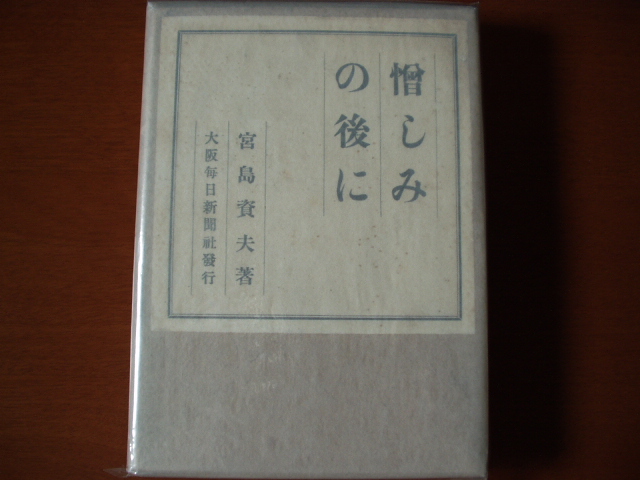 憎しみ
の後に
宮島資夫著
大阪毎日新聞社發行